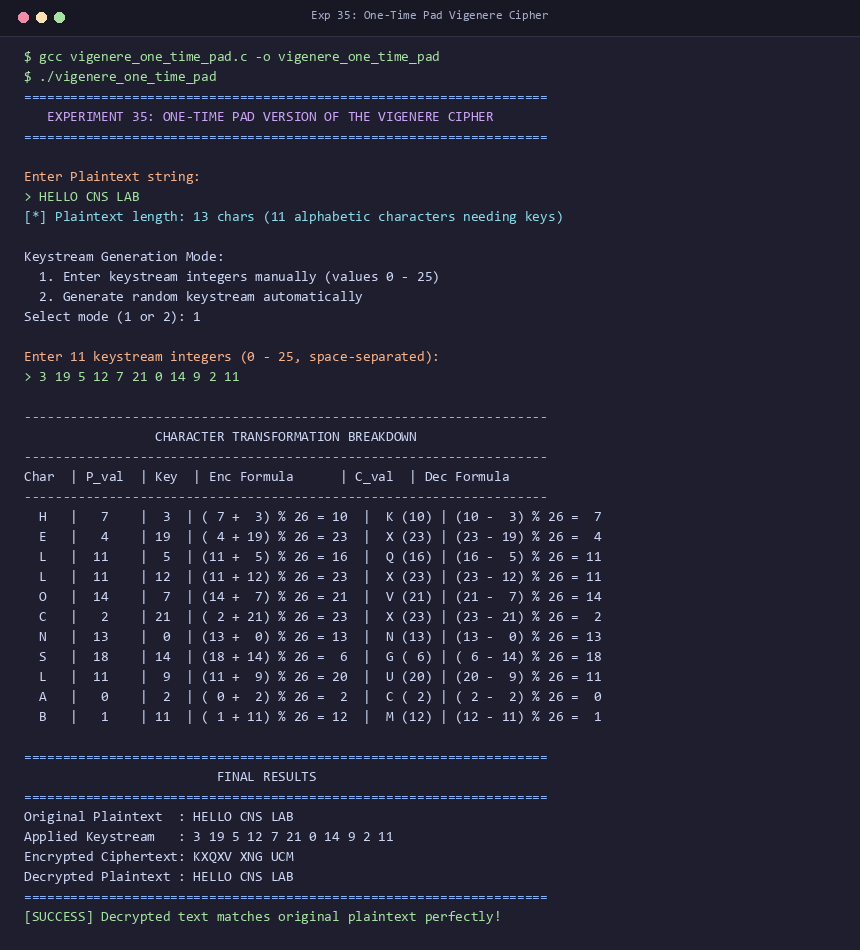 Exp 35: One-Time Pad Vigenere Cipher
$ gcc vigenere_one_time_pad.c -o vigenere_one_time_pad
$ ./vigenere_one_time_pad
====================================================================
   EXPERIMENT 35: ONE-TIME PAD VERSION OF THE VIGENERE CIPHER
====================================================================

Enter Plaintext string:
> HELLO CNS LAB
[*] Plaintext length: 13 chars (11 alphabetic characters needing keys)

Keystream Generation Mode:
  1. Enter keystream integers manually (values 0 - 25)
  2. Generate random keystream automatically
Select mode (1 or 2): 1

Enter 11 keystream integers (0 - 25, space-separated):
> 3 19 5 12 7 21 0 14 9 2 11

--------------------------------------------------------------------
                 CHARACTER TRANSFORMATION BREAKDOWN
--------------------------------------------------------------------
Char  | P_val  | Key  | Enc Formula      | C_val  | Dec Formula
--------------------------------------------------------------------
  H   |   7    |  3  | ( 7 +  3) % 26 = 10  |  K (10) | (10 -  3) % 26 =  7
  E   |   4    | 19  | ( 4 + 19) % 26 = 23  |  X (23) | (23 - 19) % 26 =  4
  L   |  11    |  5  | (11 +  5) % 26 = 16  |  Q (16) | (16 -  5) % 26 = 11
  L   |  11    | 12  | (11 + 12) % 26 = 23  |  X (23) | (23 - 12) % 26 = 11
  O   |  14    |  7  | (14 +  7) % 26 = 21  |  V (21) | (21 -  7) % 26 = 14
  C   |   2    | 21  | ( 2 + 21) % 26 = 23  |  X (23) | (23 - 21) % 26 =  2
  N   |  13    |  0  | (13 +  0) % 26 = 13  |  N (13) | (13 -  0) % 26 = 13
  S   |  18    | 14  | (18 + 14) % 26 =  6  |  G ( 6) | ( 6 - 14) % 26 = 18
  L   |  11    |  9  | (11 +  9) % 26 = 20  |  U (20) | (20 -  9) % 26 = 11
  A   |   0    |  2  | ( 0 +  2) % 26 =  2  |  C ( 2) | ( 2 -  2) % 26 =  0
  B   |   1    | 11  | ( 1 + 11) % 26 = 12  |  M (12) | (12 - 11) % 26 =  1

====================================================================
                         FINAL RESULTS
====================================================================
Original Plaintext  : HELLO CNS LAB
Applied Keystream   : 3 19 5 12 7 21 0 14 9 2 11
Encrypted Ciphertext: KXQXV XNG UCM
Decrypted Plaintext : HELLO CNS LAB
====================================================================
[SUCCESS] Decrypted text matches original plaintext perfectly!